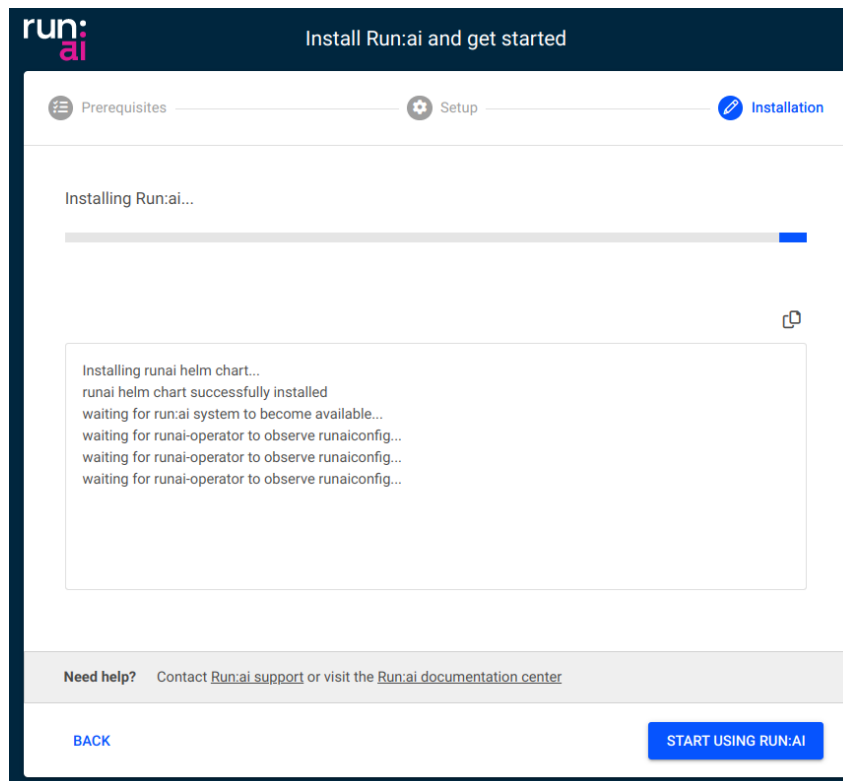 run:
ai
Install Run:ai and get started
Prerequisites
Setup
Installation
Installing Run:ai...
Installing runai helm chart...
runai helm chart successfully installed
waiting for run:ai system to become available...
waiting for runai-operator to observe runaiconfig...
waiting for runai-operator to observe runaiconfig...
waiting for runai-operator to observe runaiconfig...
Need help? Contact Run:ai support or visit the Run:ai documentation center
BACK
START USING RUN:AI